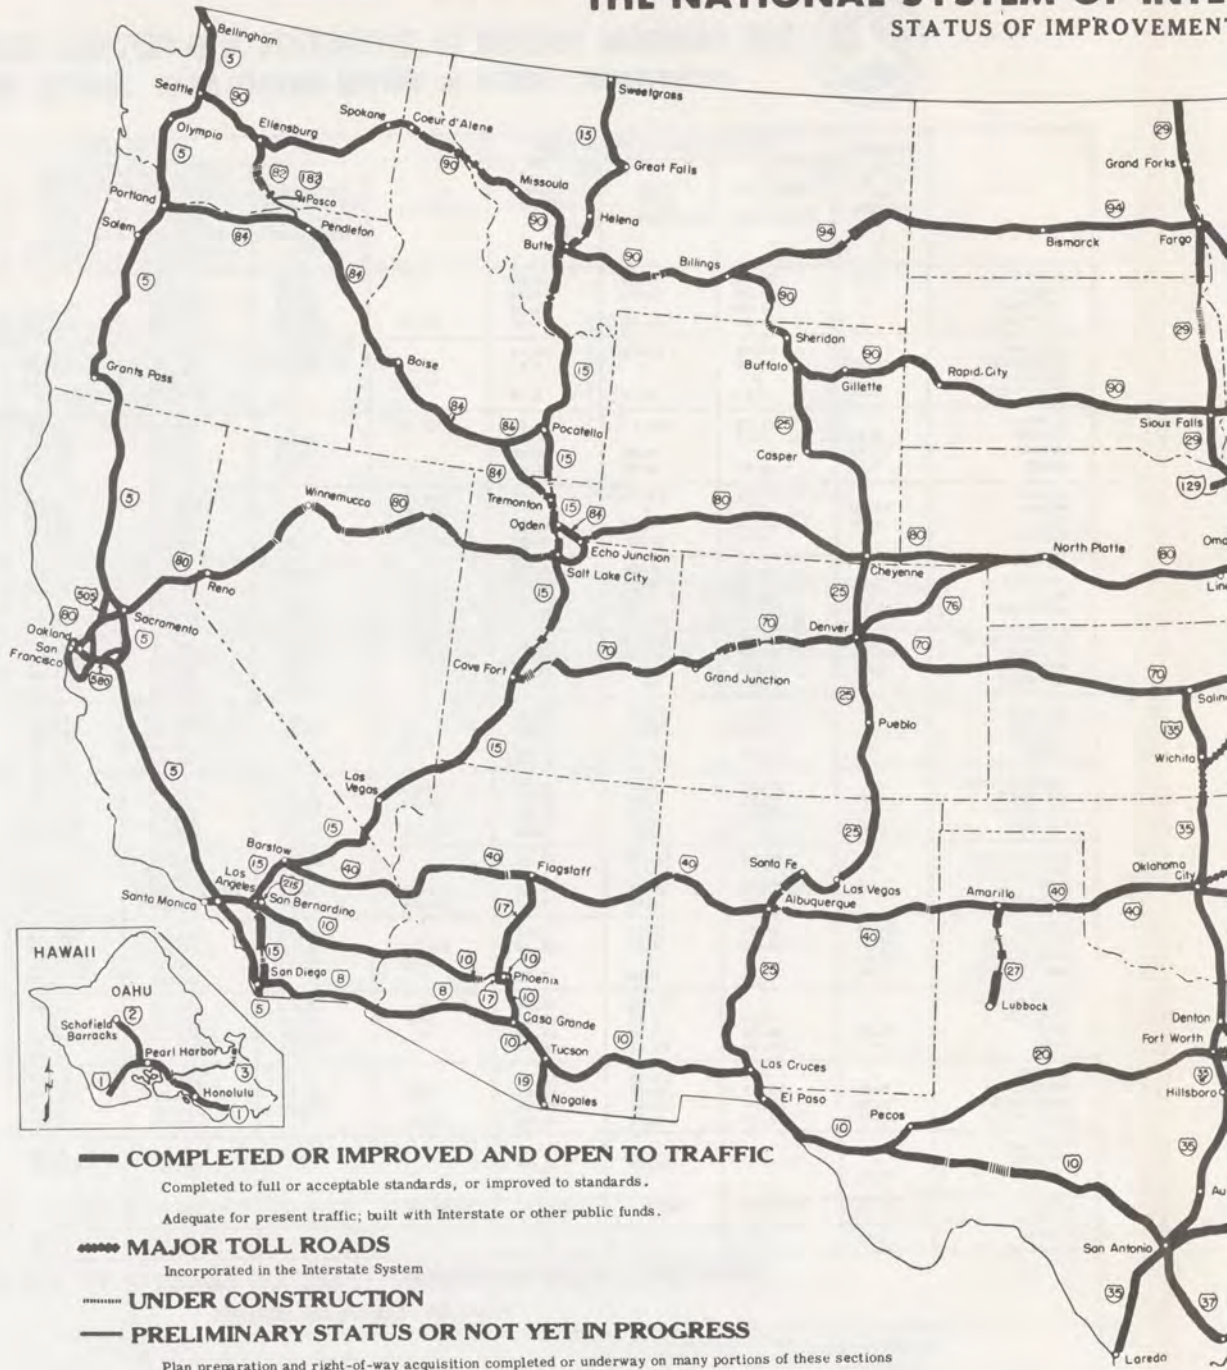 THE NATIONAL SYSTEM OF INTE
STATUS OF IMPROVEMENT
Bellingham
5
Seattle
90
Olympia
Ellensburg
Spokane
Coeur d'Alene
5
82
182
Pasco
90
Missoula
Sweetgrass
15
Great Falls
Helena
90
Butte
Portland
Salem
84
Pendleton
84
5
90
Billings
94
94
Bismarck
29
Grand Forks
Fargo
90
Sheridan
Buffalo
90
Gillette
Rapid City
90
29
Sioux Falls
29
129
Grants Pass
Boise
84
86
15
Pocatello
15
84
Tremonton
Ogden
15
84
Echo Junction
Salt Lake City
25
Casper
80
80
Cheyenne
North Platte
80
Oma
Lin
5
Winnemucca
80
80
Reno
505
80
Sacramento
Oakland
San
Francisco
5
580
15
Cove Fort
70
70
Grand Junction
25
76
Denver
70
70
Salin
25
Pueblo
135
Wichita
35
5
15
Las
Vegas
15
Barstow
15
Los
Angeles
215
40
40
Flagstaff
40
Santa Fe
25
Las Vegas
Albuquerque
Amarillo
40
Oklahoma
City
40
40
Santa Monica
San Bernardino
10
17
15
San Diego
5
8
8
10
10
Phoenix
17
10
Casa Grande
10
Tucson
10
19
Nogales
25
27
Lubbock
Las Cruces
El Paso
Pecos
10
20
Denton
Fort Worth
35
W
Hillsboro
10
35
Au
San Antonio
35
37
Laredo
HAWAII
OAHU
2
Schofield
Barracks
Pearl Harbor
3
1
Honolulu
1
N
COMPLETED OR IMPROVED AND OPEN TO TRAFFIC
Completed to full or acceptable standards, or improved to standards.
Adequate for present traffic; built with Interstate or other public funds.
MAJOR TOLL ROADS
Incorporated in the Interstate System
UNDER CONSTRUCTION
PRELIMINARY STATUS OR NOT YET IN PROGRESS
Plan preparation and right-of-way acquisition completed or underway on many portions of these sections